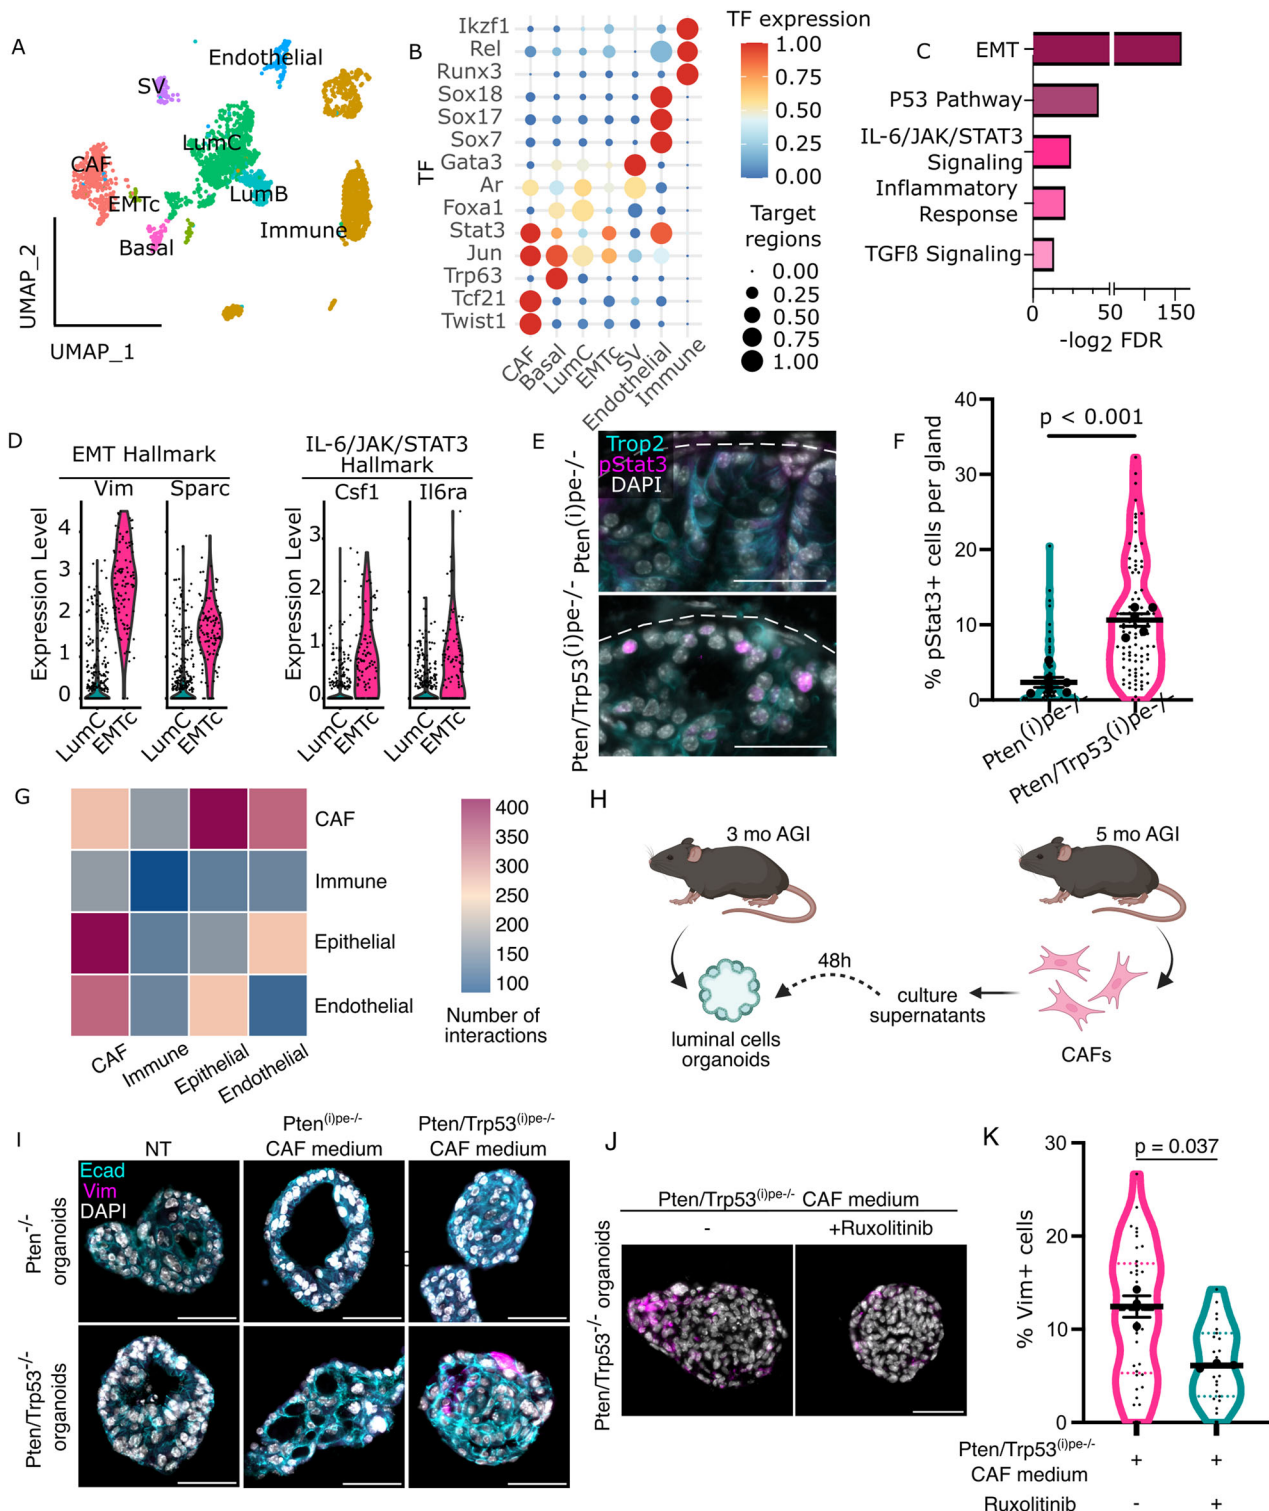 A
Endothelial
SV
LumC
CAF
LumB
EMTc
Immune
Basal
UMAP_2
UMAP_1
B
TF
Ikzf1
Rel
Runx3
Sox18
Sox17
Sox7
Gata3
Ar
Foxa1
Stat3
Jun
Trp63
Tcf21
Twist1
CAF
Basal
LumC
EMTc
SV
Endothelial
Immune
TF expression
1.00
0.75
0.50
0.25
0.00
Target
regions
0.00
0.25
0.50
0.75
1.00
C
EMT
P53 Pathway
IL-6/JAK/STAT3
Signaling
Inflammatory
Response
TGFß Signaling
0
50
150
-log2 FDR
D
EMT Hallmark
Vim
Sparc
Expression Level
4
3
2
1
0
LumC
EMTc
LumC
EMTc
IL-6/JAK/STAT3
Hallmark
Csf1
Il6ra
Expression Level
3
2
1
0
LumC
EMTc
LumC
EMTc
E
Trop2
pStat3
DAPI
Pten(i)pe-/-
Pten/Trp53(i)pe-/-
F
p < 0.001
% pStat3+ cells per gland
40
30
20
10
0
Pten(i)pe-/-
Pten/Trp53(i)pe-/-
G
CAF
Immune
Epithelial
Endothelial
CAF
Immune
Epithelial
Endothelial
400
350
300
250
200
150
100
Number of
interactions
H
3 mo AGI
5 mo AGI
48h
culture
supernatants
luminal cells
organoids
CAFs
I
NT
Pten(i)pe-/-
CAF medium
Pten/Trp53(i)pe-/-
CAF medium
Ecad
Vim
DAPI
Pten-/-
organoids
Pten/Trp53-/-
organoids
J
Pten/Trp53(i)pe-/- CAF medium
- +Ruxolitinib
Pten/Trp53-/- organoids
K
p = 0.037
% Vim+ cells
30
20
10
0
Pten/Trp53(i)pe-/-
CAF medium
+ +
Ruxolitinib - +